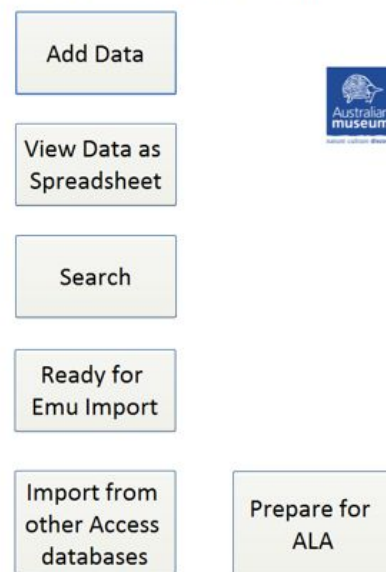 Add Data
Australian
museum
View Data as
Spreadsheet
Search
Ready for
Emu Import
Import from
other Access
databases
Prepare for
ALA